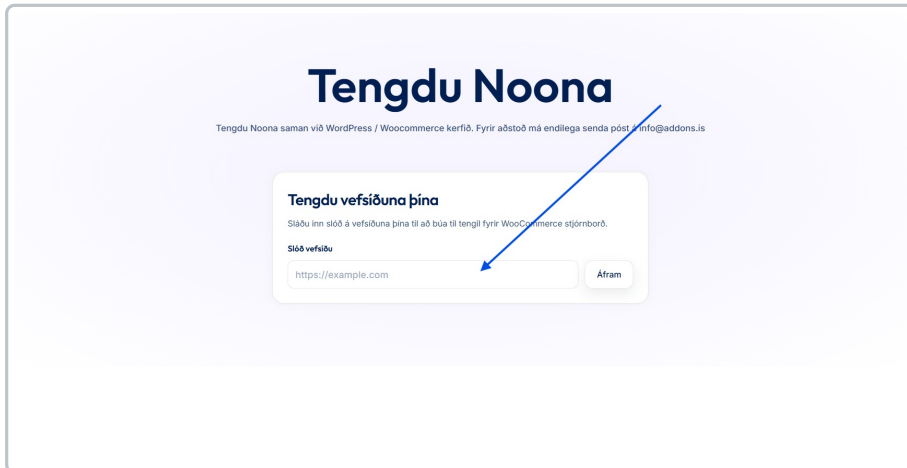 Tengdu Noona
Tengdu Noona saman við WordPress / Woocommerce kerfið. Fyrir aðstoð má endilega senda póst á info@addons.is
Tengdu vefsíðuna þína
Sláðu inn slóð á vefsíðuna þína til að búa til tengil fyrir WooCommerce stjórnborð.
Slóð vefsíðu
https://example.com
Áfram